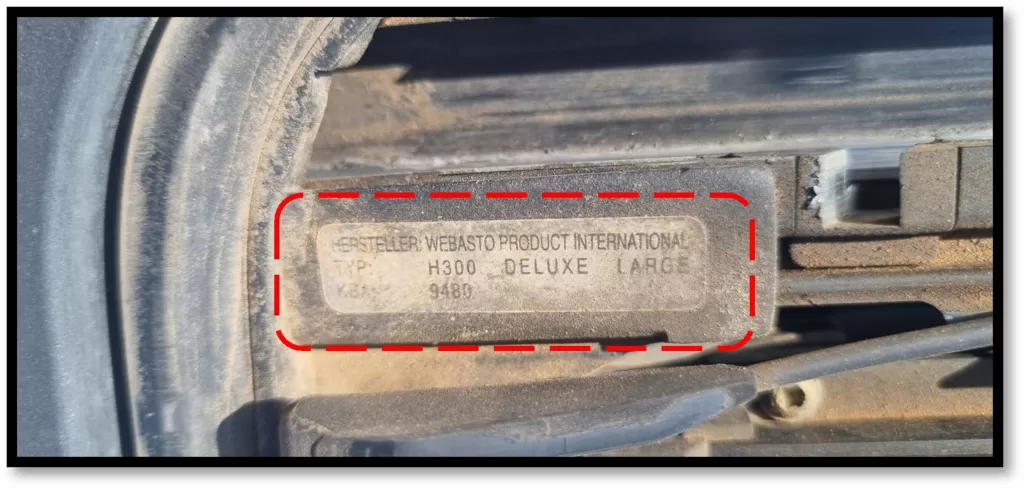 HERSTELLER: WEBASTO PRODUCT INTERNATIONAL
TYP: H300 DELUXE LARGE
KBA: 9480